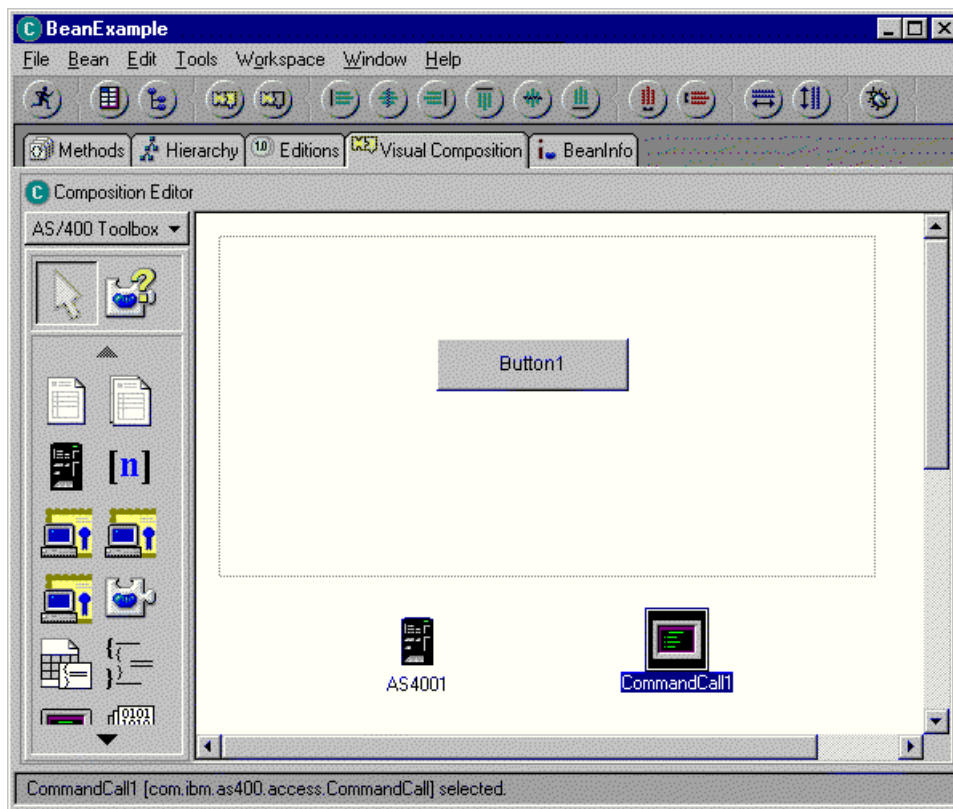 BeanExample
File Bean Edit Tools Workspace Window Help
Methods Hierarchy 1.0 Editions Visual Composition BeanInfo
Composition Editor
AS/400 Toolbox
Button1
[n]
AS4001
CommandCall1
0101
CommandCall1 [com.ibm.as400.access.CommandCall] selected.